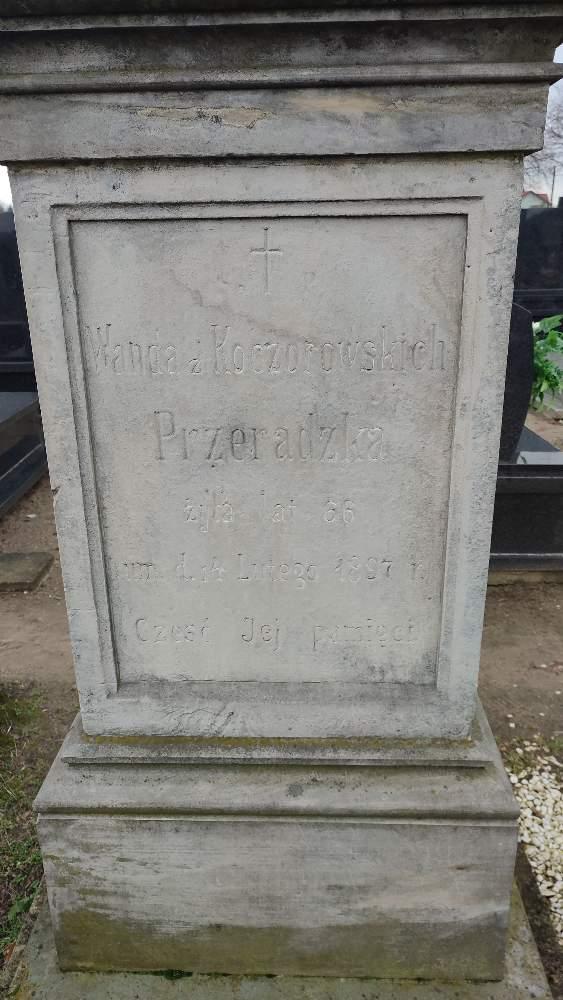 Wanda z Koczorowskich
Przeradzka
żyła lat 36
um. d. 14 Lutego 1897 r.
Cześć Jej pamięci